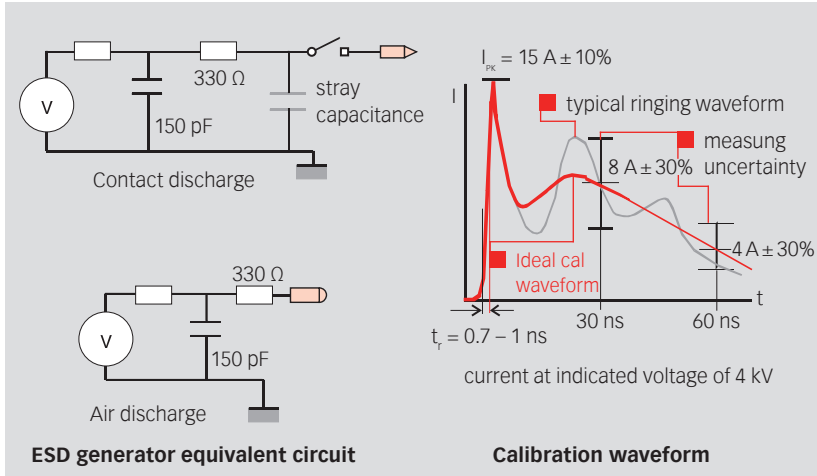 330 Ω
V
150 pF
stray
capacitance
Contact discharge
330 Ω
V
150 pF
Air discharge
ESD generator equivalent circuit
I_PK = 15 A ± 10%
I
typical ringing waveform
measung
uncertainty
8 A ± 30%
4 A ± 30%
Ideal cal
waveform
t
30 ns
60 ns
t_r = 0.7 – 1 ns
current at indicated voltage of 4 kV
Calibration waveform